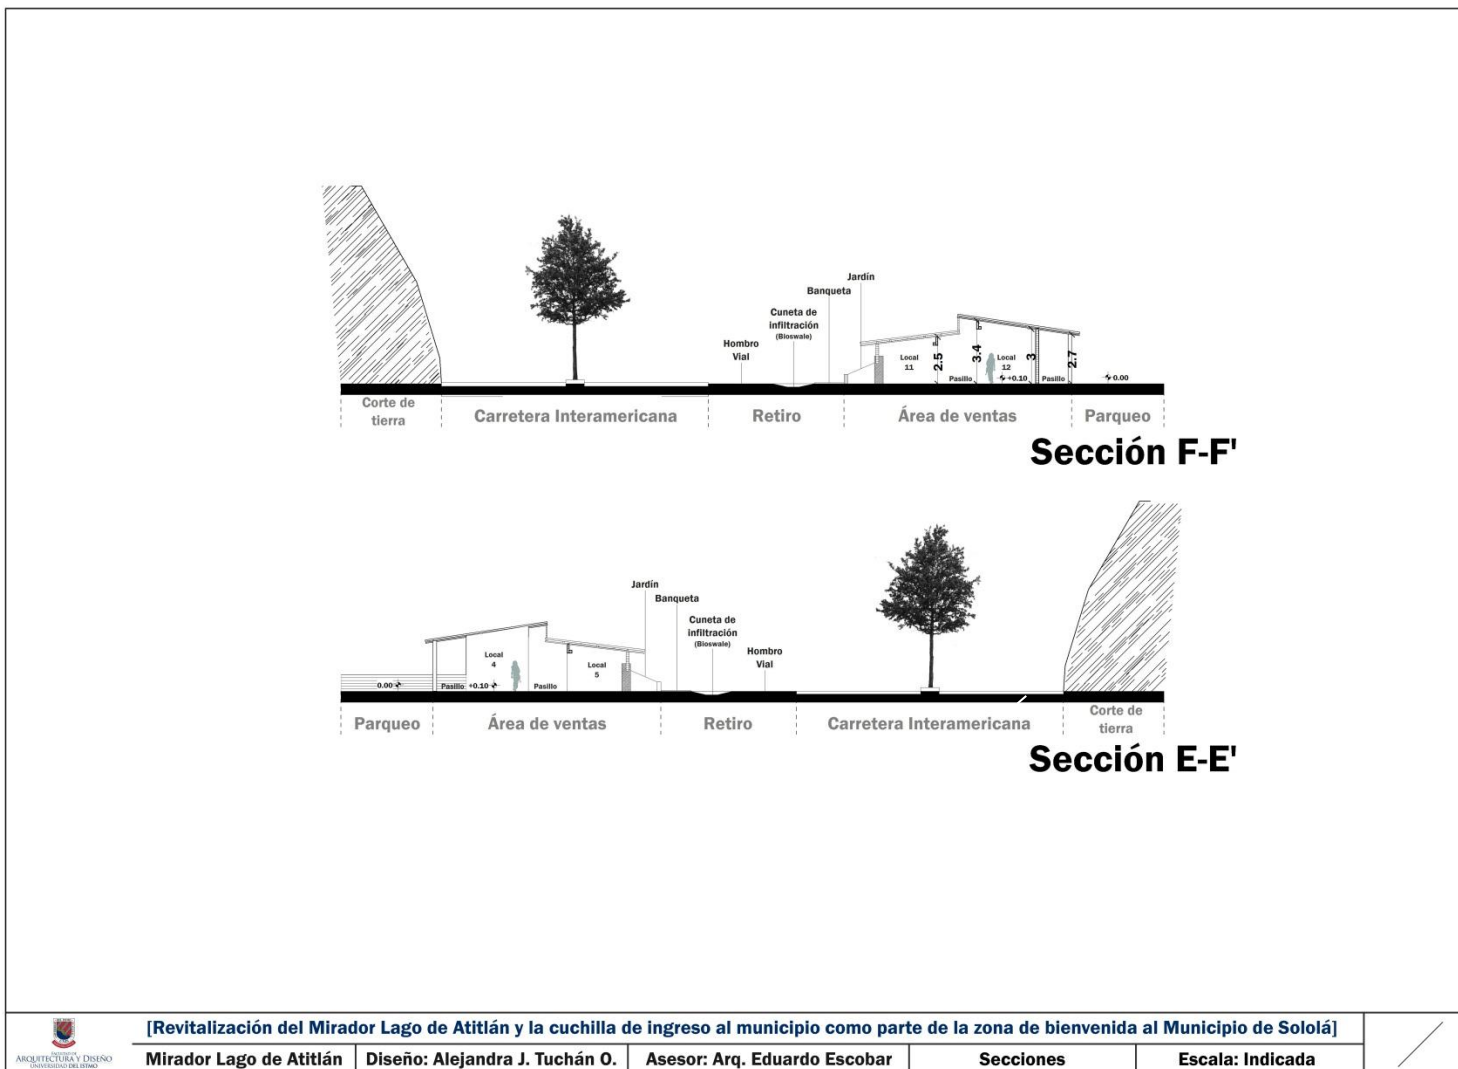 Jardín
Banqueta
Cuneta de
infiltración
(Bioswale)
Hombro
Vial
Local
11
2.5
3.4
Local
12
3
2.7
Pasillo
+0.10
Pasillo
0.00
Corte de
tierra
Carretera Interamericana
Retiro
Área de ventas
Parqueo
Sección F-F'
Jardín
Banqueta
Cuneta de
infiltración
(Bioswale)
Hombro
Vial
Local
4
Local
5
0.00
Pasillo
+0.10
Pasillo
Parqueo
Área de ventas
Retiro
Carretera Interamericana
Corte de
tierra
Sección E-E'
[Revitalización del Mirador Lago de Atitlán y la cuchilla de ingreso al municipio como parte de la zona de bienvenida al Municipio de Sololá]
FACULTAD DE
ARQUITECTURA Y DISEÑO
UNIVERSIDAD DEL ISTMO
Mirador Lago de Atitlán
Diseño: Alejandra J. Tuchán O.
Asesor: Arq. Eduardo Escobar
Secciones
Escala: Indicada